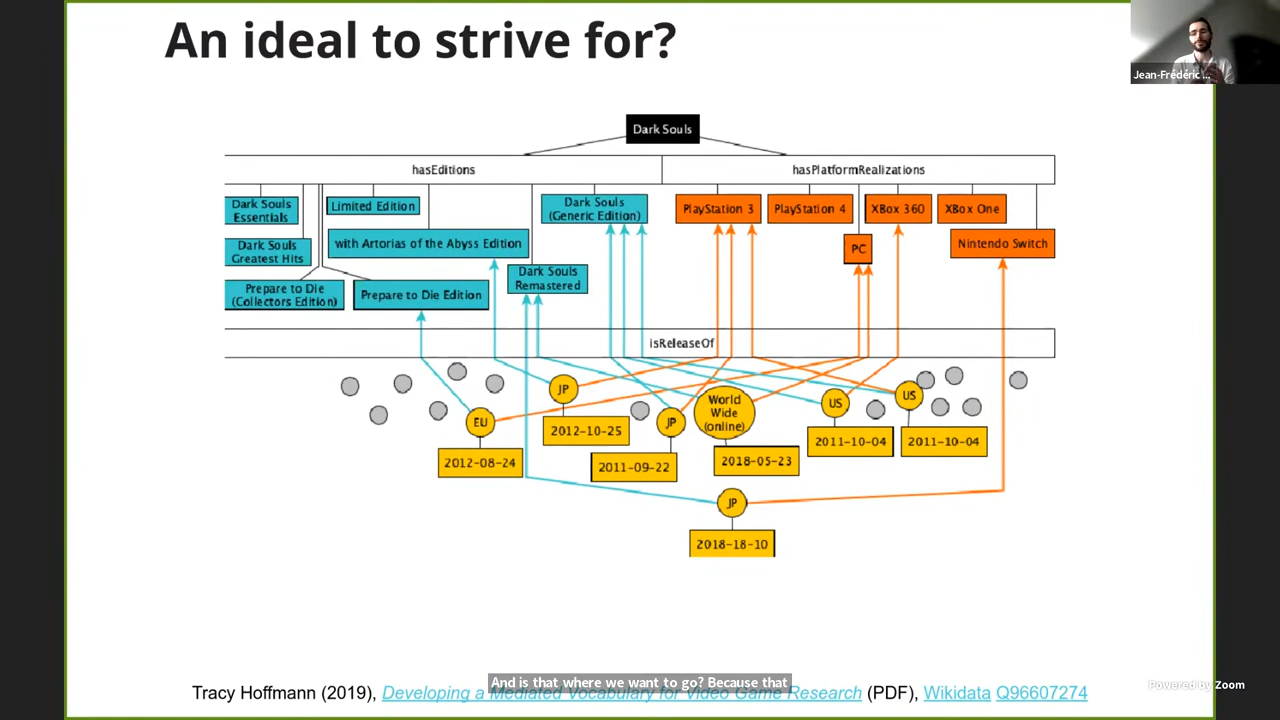 An ideal to strive for?
Jean-Frédéric ...
Dark Souls
hasEditions
hasPlatformRealizations
Dark Souls
Essentials
Limited Edition
Dark Souls
(Generic Edition)
PlayStation 3
PlayStation 4
XBox 360
XBox One
Dark Souls
Greatest Hits
with Artorias of the Abyss Edition
PC
Nintendo Switch
Prepare to Die
(Collectors Edition)
Prepare to Die Edition
Dark Souls
Remastered
isReleaseOf
EU
2012-08-24
JP
2012-10-25
JP
2011-09-22
World
Wide
(online)
2018-05-23
US
2011-10-04
US
2011-10-04
JP
2018-18-10
And is that where we want to go? Because that
Tracy Hoffmann (2019), Developing a Mediated Vocabulary for Video Game Research (PDF), Wikidata Q96607274
Powered by Zoom